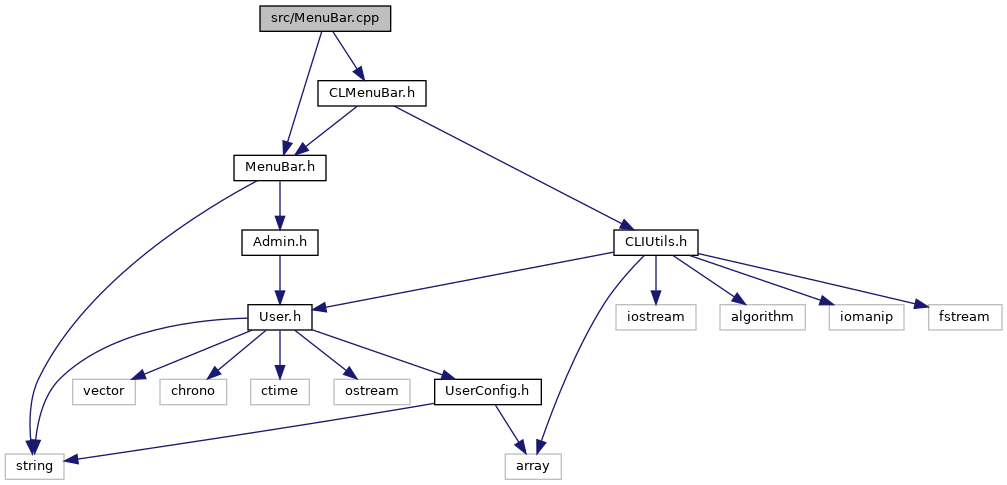 src/MenuBar.cpp
CLMenuBar.h
MenuBar.h
Admin.h
CLIUtils.h
User.h
iostream
algorithm
iomanip
fstream
vector
chrono
ctime
ostream
UserConfig.h
string
array